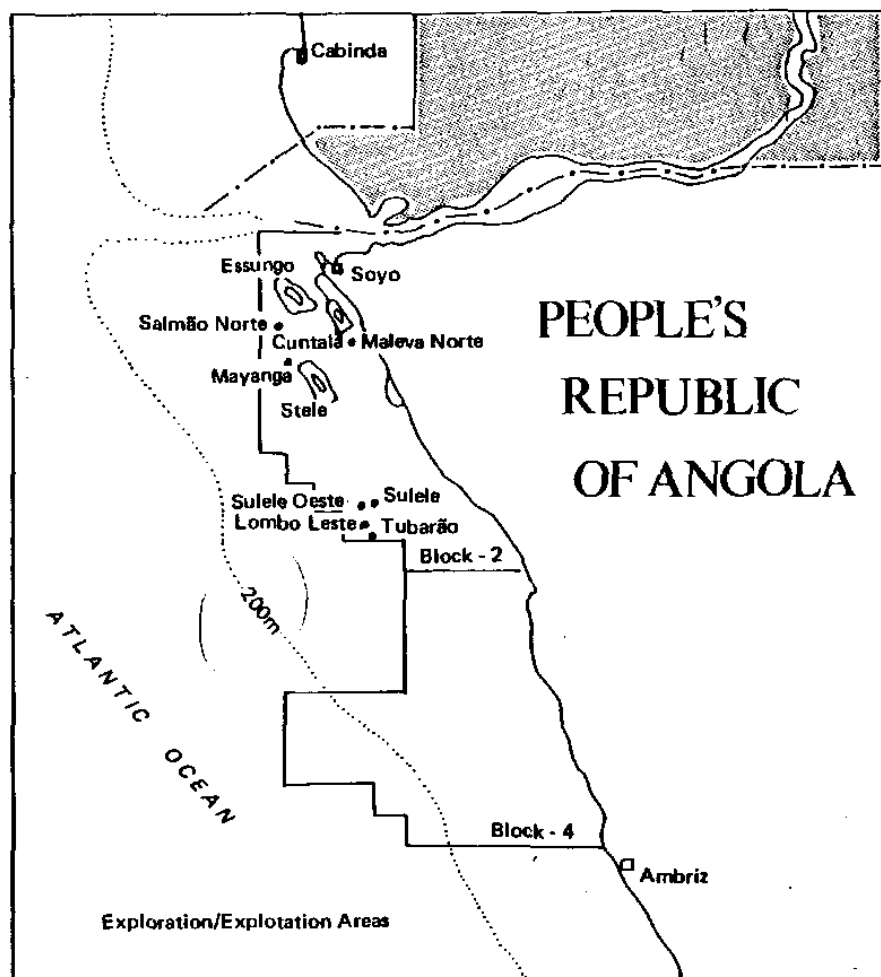 Cabinda
Essungo
Soyo
Salmão Norte
Cuntala
Maleva Norte
Mayanga
Stele
PEOPLE'S
REPUBLIC
OF ANGOLA
Sulele Oeste
Sulele
Lombo Leste
Tubarão
Block - 2
200m
ATLANTIC OCEAN
Block - 4
Ambriz
Exploration/Explotation Areas